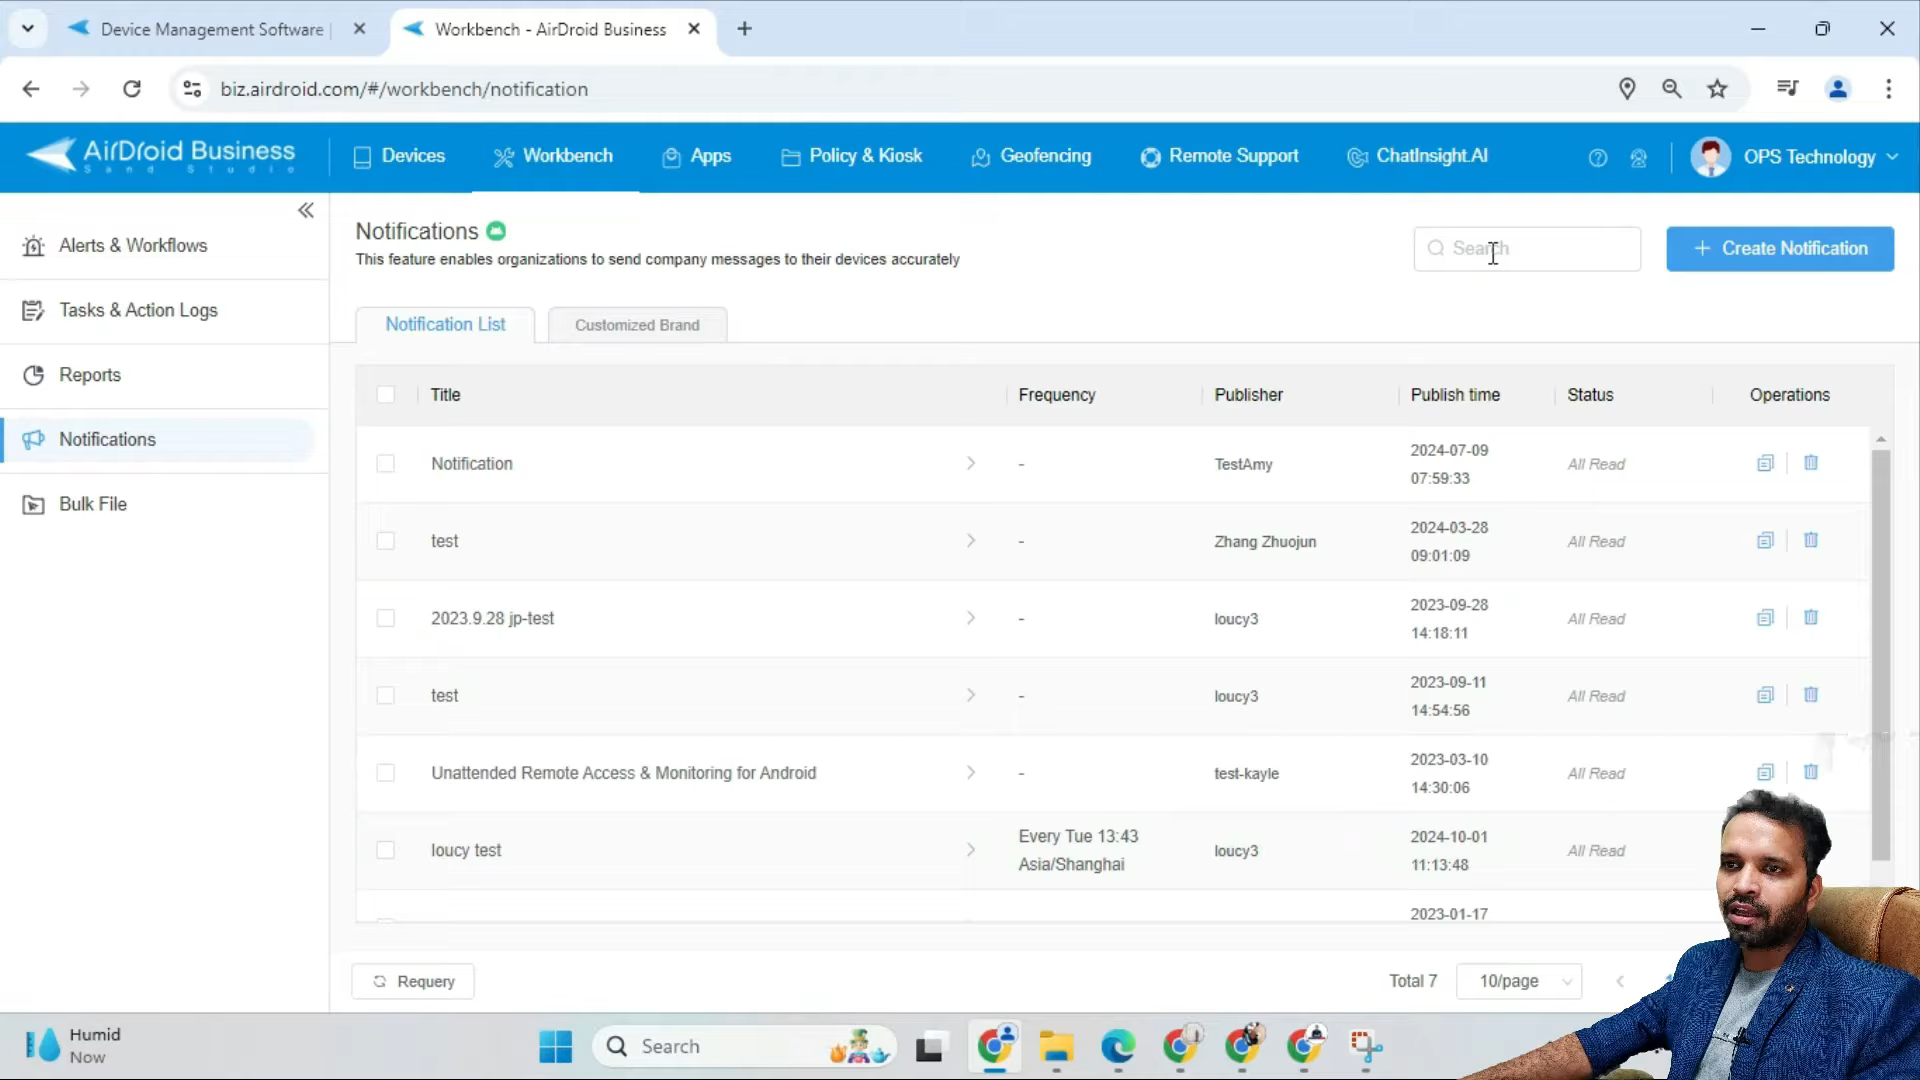 Device Management Software
Workbench - AirDroid Business
biz.airdroid.com/#/workbench/notification
AirDroid Business
Sand Studio
Devices
Workbench
Apps
Policy & Kiosk
Geofencing
Remote Support
ChatInsight.AI
OPS Technology
Alerts & Workflows
Tasks & Action Logs
Reports
Notifications
Bulk File
Notifications
This feature enables organizations to send company messages to their devices accurately
Search
+ Create Notification
Notification List
Customized Brand
Title Frequency Publisher Publish time Status Operations
Notification - TestAmy 2024-07-09 07:59:33 All Read
test - Zhang Zhuojun 2024-03-28 09:01:09 All Read
2023.9.28 jp-test - loucy3 2023-09-28 14:18:11 All Read
test - loucy3 2023-09-11 14:54:56 All Read
Unattended Remote Access & Monitoring for Android - test-kayle 2023-03-10 14:30:06 All Read
loucy test Every Tue 13:43 Asia/Shanghai loucy3 2024-10-01 11:13:48 All Read
2023-01-17
Requery
Total 7
10/page
Humid
Now
Search